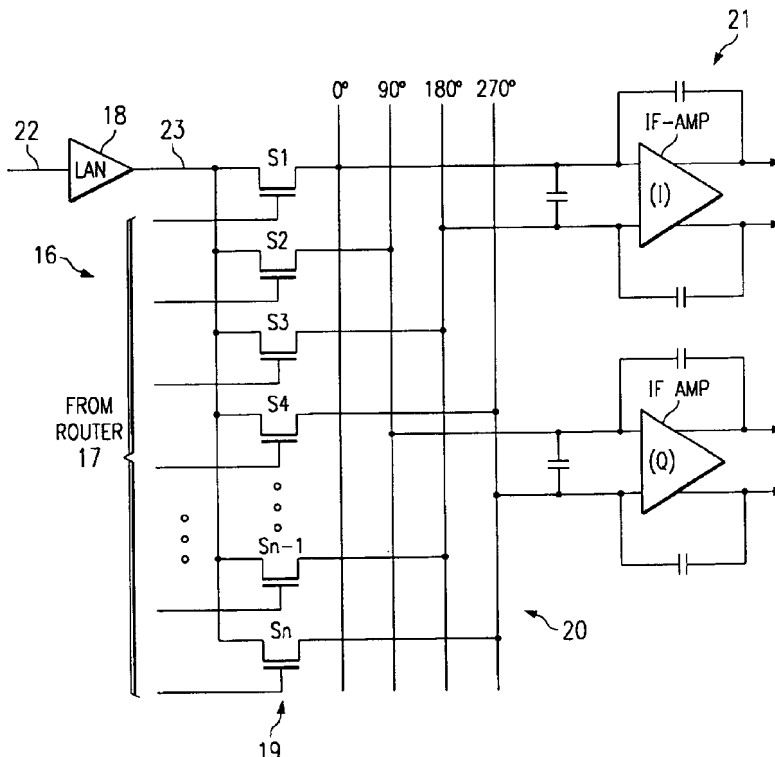 21
0° 90° 180° 270°
18
22
LAN
23
S1
IF-AMP
(I)
16
S2
S3
FROM
ROUTER
17
S4
IF AMP
(Q)
Sn-1
Sn
20
19